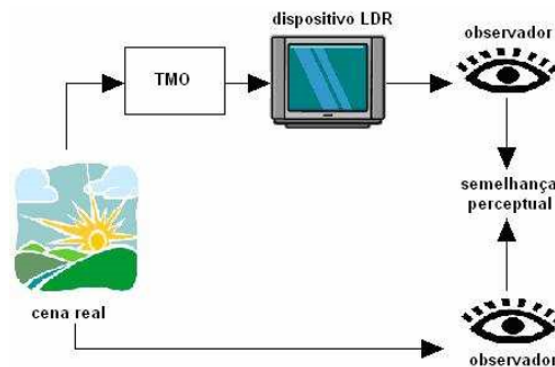 dispositivo LDR
observador
TMO
semelhança
perceptual
cena real
observador